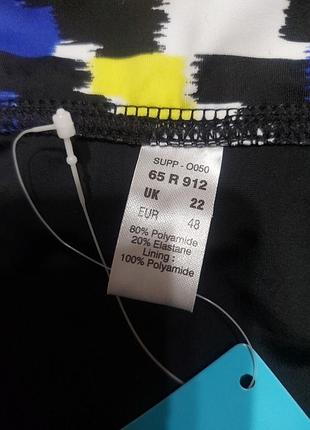 SUPP - O050
65 R 912
UK 22
EUR 48
80% Polyamide
20% Elastane
Lining :
100% Polyamide